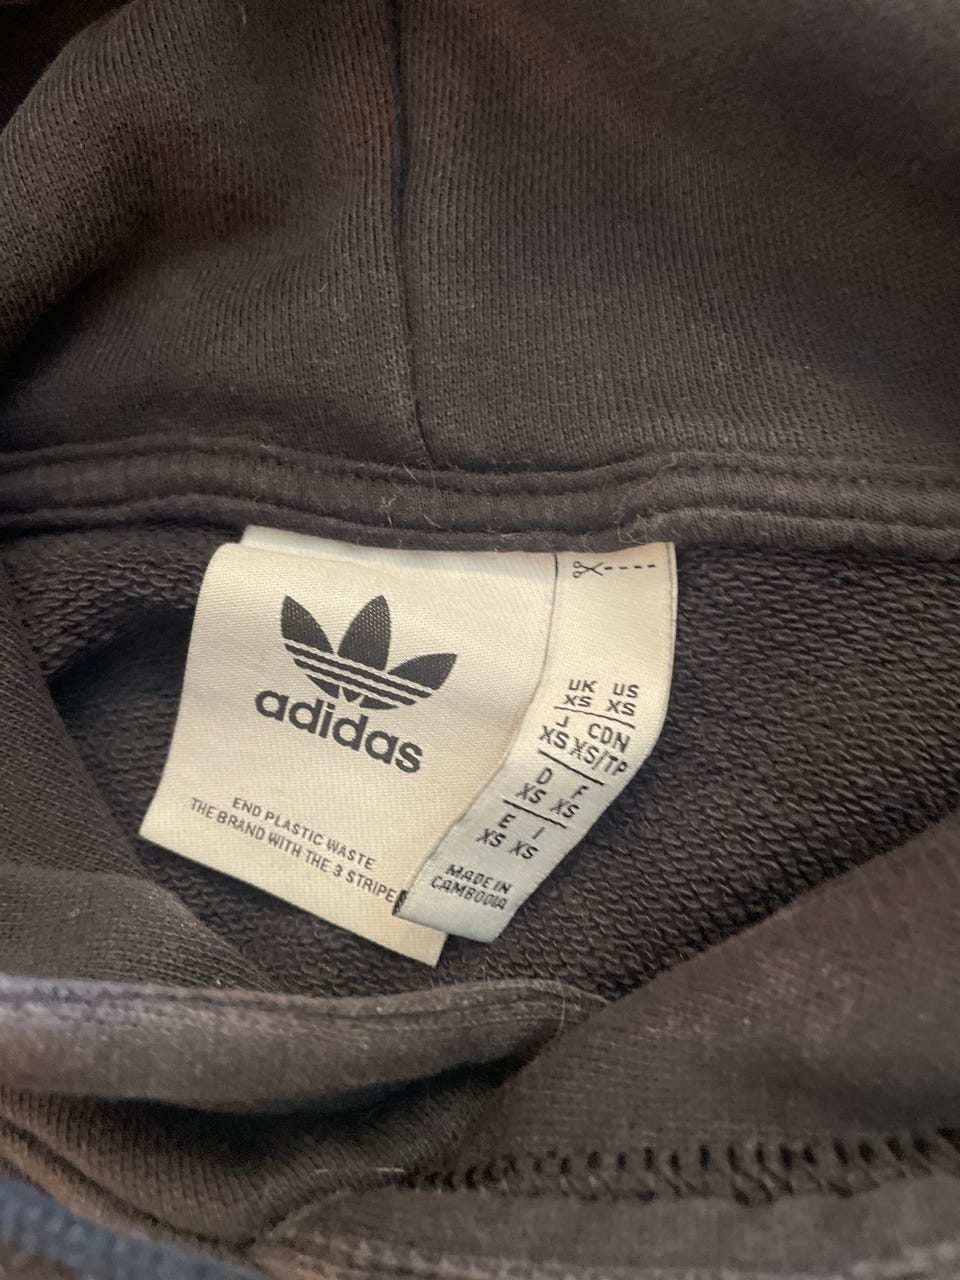 adidas
END PLASTIC WASTE
THE BRAND WITH THE 3 STRIPE
UK US
XS XS
J CDN
XS XS/TP
D F
XS XS
E I
XS XS
MADE IN
CAMBODIA